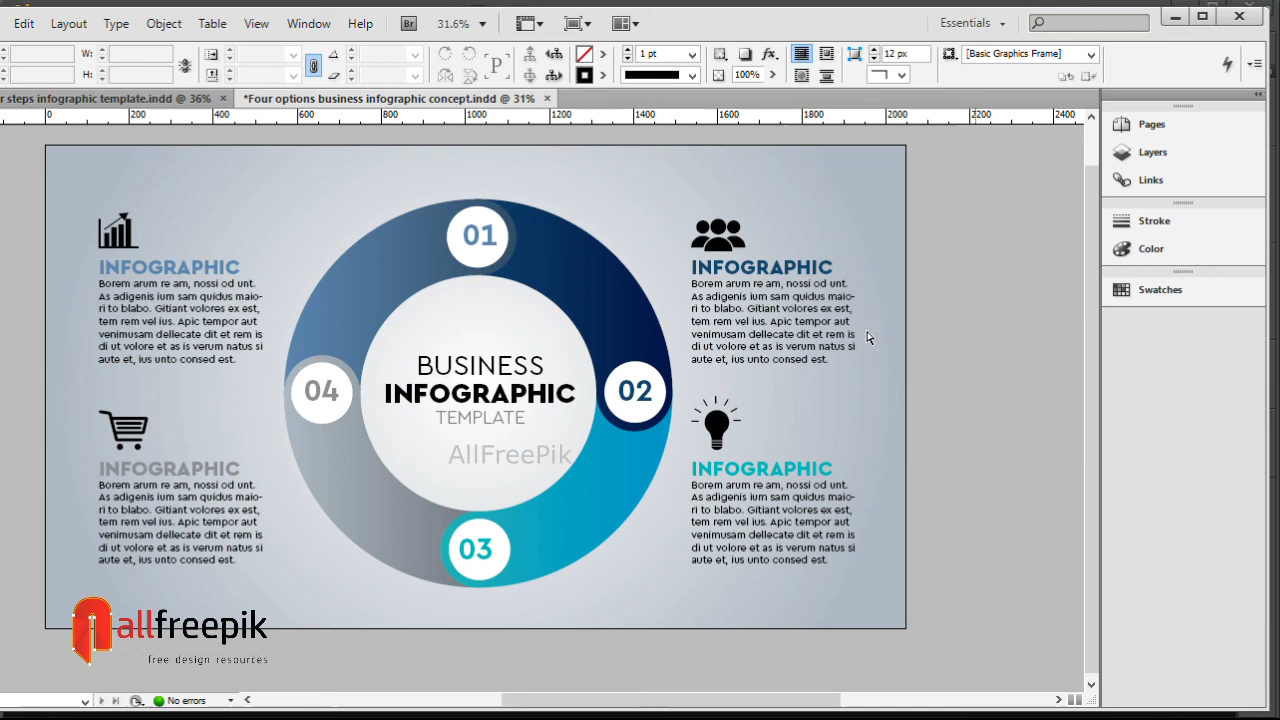 Edit Layout Type Object Table View Window Help Br 31.6% Essentials
W: 1 pt 12 px [Basic Graphics Frame]
H: P fx. 100%
r steps infographic template.indd @ 36% × *Four options business infographic concept.indd @ 31% ×
0 200 400 600 800 1000 1200 1400 1600 1800 2000 2200 2400
Pages
Layers
Links
Stroke
Color
Swatches
INFOGRAPHIC
Borem arum re am, nossi od unt.
As adigenis ium sam quidus maio-
ri to blabo. Gitiant volores ex est,
tem rem vel ius. Apic tempor aut
venimusam dellecate dit et rem is
di ut volore et as is verum natus si
aute et, ius unto consed est.
01
INFOGRAPHIC
Borem arum re am, nossi od unt.
As adigenis ium sam quidus maio-
ri to blabo. Gitiant volores ex est,
tem rem vel ius. Apic tempor aut
venimusam dellecate dit et rem is
di ut volore et as is verum natus si
aute et, ius unto consed est.
04
BUSINESS
INFOGRAPHIC
TEMPLATE
AllFreePik
02
INFOGRAPHIC
Borem arum re am, nossi od unt.
As adigenis ium sam quidus maio-
ri to blabo. Gitiant volores ex est,
tem rem vel ius. Apic tempor aut
venimusam dellecate dit et rem is
di ut volore et as is verum natus si
aute et, ius unto consed est.
03
INFOGRAPHIC
Borem arum re am, nossi od unt.
As adigenis ium sam quidus maio-
ri to blabo. Gitiant volores ex est,
tem rem vel ius. Apic tempor aut
venimusam dellecate dit et rem is
di ut volore et as is verum natus si
aute et, ius unto consed est.
allfreepik
free design resources
No errors